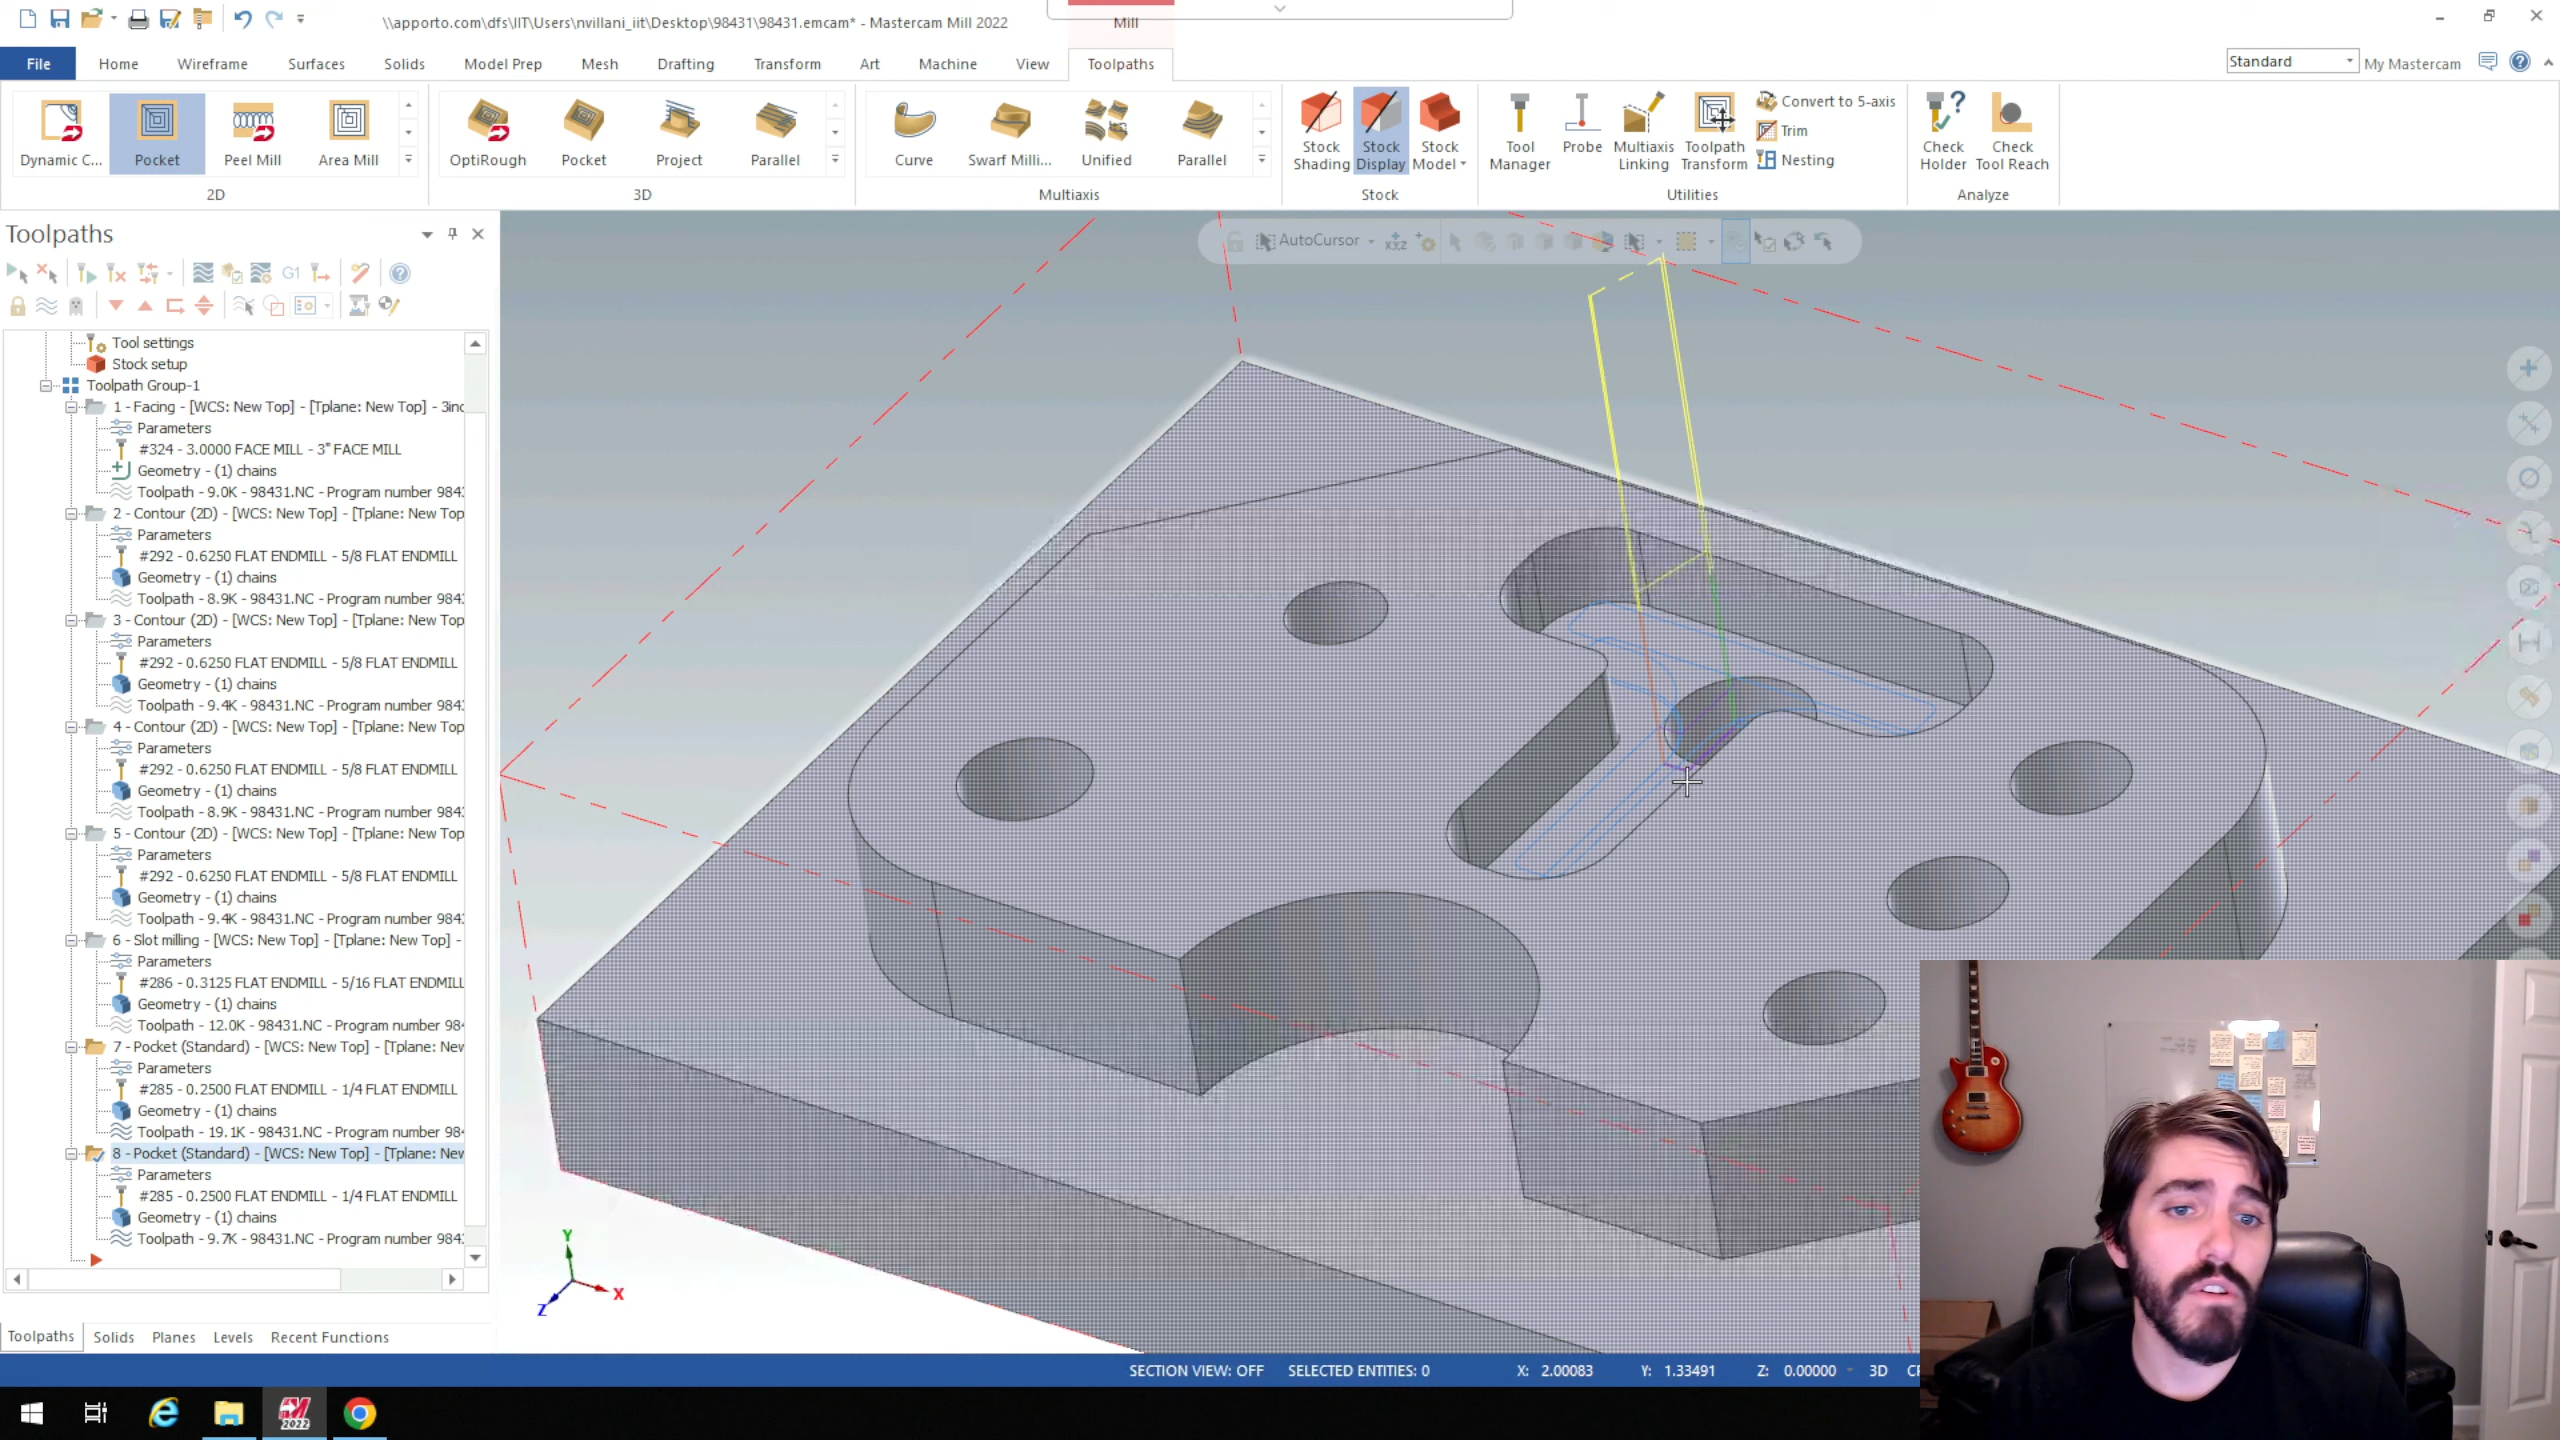 \\apporto.com\dfs\IIT\Users\nvillani_iit\Desktop\98431\98431.emcam* - Mastercam Mill 2022
Mill
File Home Wireframe Surfaces Solids Model Prep Mesh Drafting Transform Art Machine View Toolpaths
Standard
My Mastercam
Dynamic C... Pocket Peel Mill Area Mill
2D
OptiRough Pocket Project Parallel
3D
Curve Swarf Milli... Unified Parallel
Multiaxis
Stock Shading
Stock Display
Stock Model
Stock
Tool Manager
Probe
Multiaxis Linking
Toolpath Transform
Convert to 5-axis
Trim
Nesting
Utilities
Check Holder
Check Tool Reach
Analyze
Toolpaths
G1
AutoCursor
Tool settings
Stock setup
Toolpath Group-1
1 - Facing - [WCS: New Top] - [Tplane: New Top] - 3inc
Parameters
#324 - 3.0000 FACE MILL - 3" FACE MILL
Geometry - (1) chains
Toolpath - 9.0K - 98431.NC - Program number 984
2 - Contour (2D) - [WCS: New Top] - [Tplane: New Top
Parameters
#292 - 0.6250 FLAT ENDMILL - 5/8 FLAT ENDMILL
Geometry - (1) chains
Toolpath - 8.9K - 98431.NC - Program number 984
3 - Contour (2D) - [WCS: New Top] - [Tplane: New Top
Parameters
#292 - 0.6250 FLAT ENDMILL - 5/8 FLAT ENDMILL
Geometry - (1) chains
Toolpath - 9.4K - 98431.NC - Program number 984
4 - Contour (2D) - [WCS: New Top] - [Tplane: New Top
Parameters
#292 - 0.6250 FLAT ENDMILL - 5/8 FLAT ENDMILL
Geometry - (1) chains
Toolpath - 8.9K - 98431.NC - Program number 984
5 - Contour (2D) - [WCS: New Top] - [Tplane: New Top
Parameters
#292 - 0.6250 FLAT ENDMILL - 5/8 FLAT ENDMILL
Geometry - (1) chains
Toolpath - 9.4K - 98431.NC - Program number 984
6 - Slot milling - [WCS: New Top] - [Tplane: New Top] -
Parameters
#286 - 0.3125 FLAT ENDMILL - 5/16 FLAT ENDMILL
Geometry - (1) chains
Toolpath - 12.0K - 98431.NC - Program number 98
7 - Pocket (Standard) - [WCS: New Top] - [Tplane: New
Parameters
#285 - 0.2500 FLAT ENDMILL - 1/4 FLAT ENDMILL
Geometry - (1) chains
Toolpath - 19.1K - 98431.NC - Program number 98
8 - Pocket (Standard) - [WCS: New Top] - [Tplane: New
Parameters
#285 - 0.2500 FLAT ENDMILL - 1/4 FLAT ENDMILL
Geometry - (1) chains
Toolpath - 9.7K - 98431.NC - Program number 984
Y
X
Z
Toolpaths Solids Planes Levels Recent Functions
SECTION VIEW: OFF SELECTED ENTITIES: 0 X: 2.00083 Y: 1.33491 Z: 0.00000 3D
2022